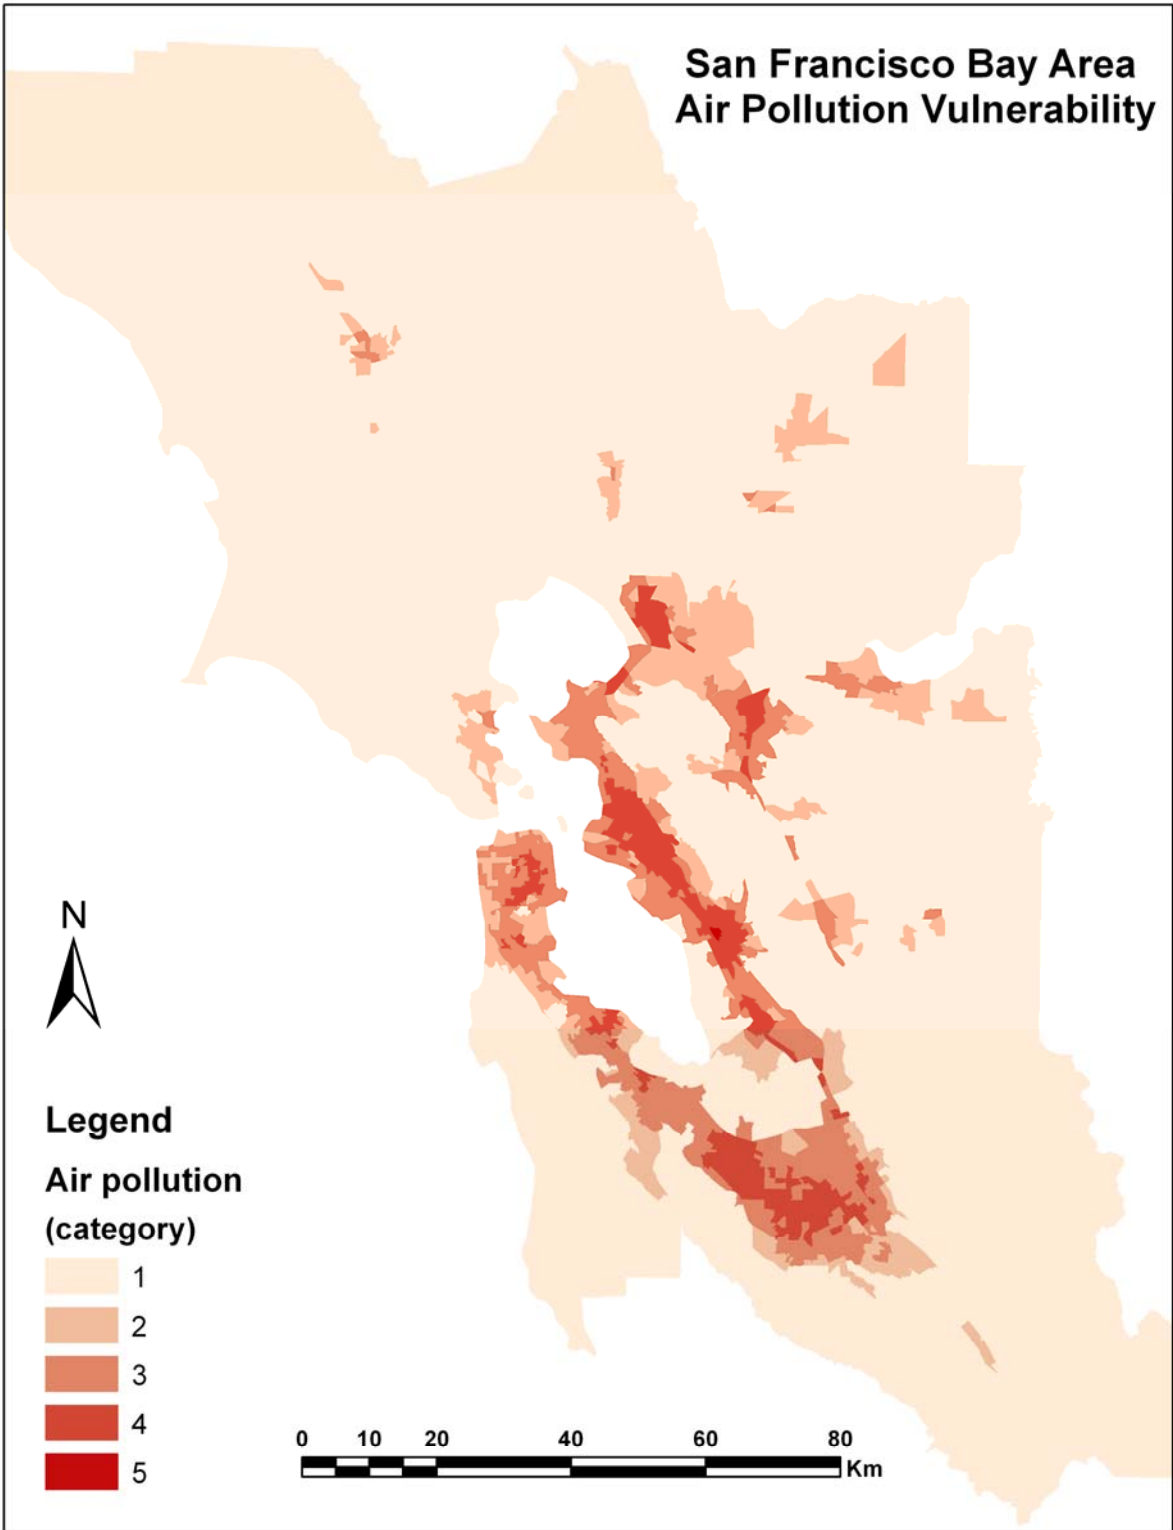 San Francisco Bay Area
Air Pollution Vulnerability
N
Legend
Air pollution
(category)
1
2
3
4
5
0 10 20 40 60 80
Km